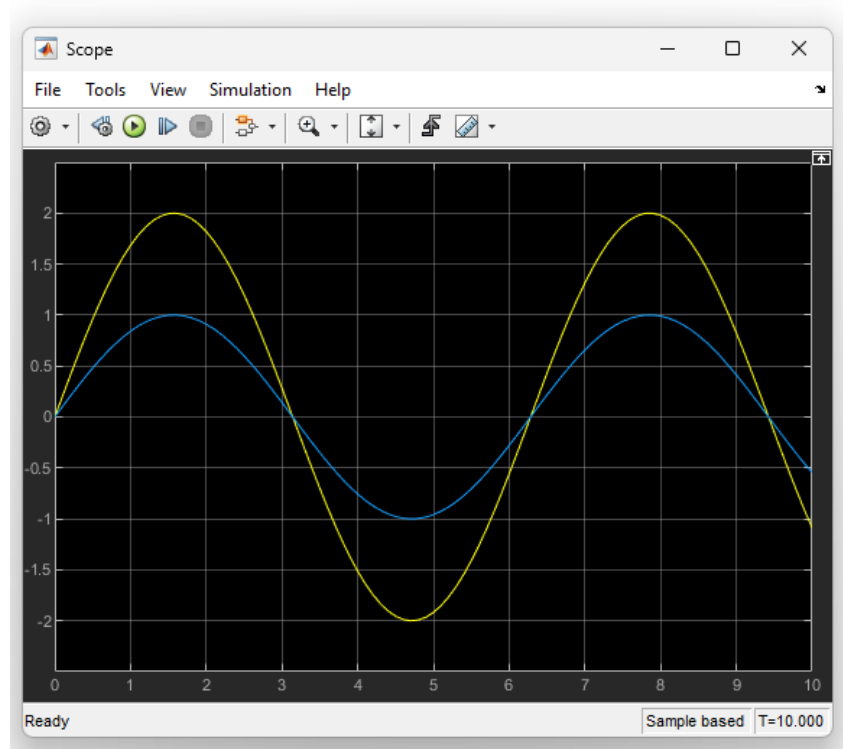 Scope
File Tools View Simulation Help
2
1.5
1
0.5
0
-0.5
-1
-1.5
-2
0 1 2 3 4 5 6 7 8 9 10
Ready Sample based T=10.000